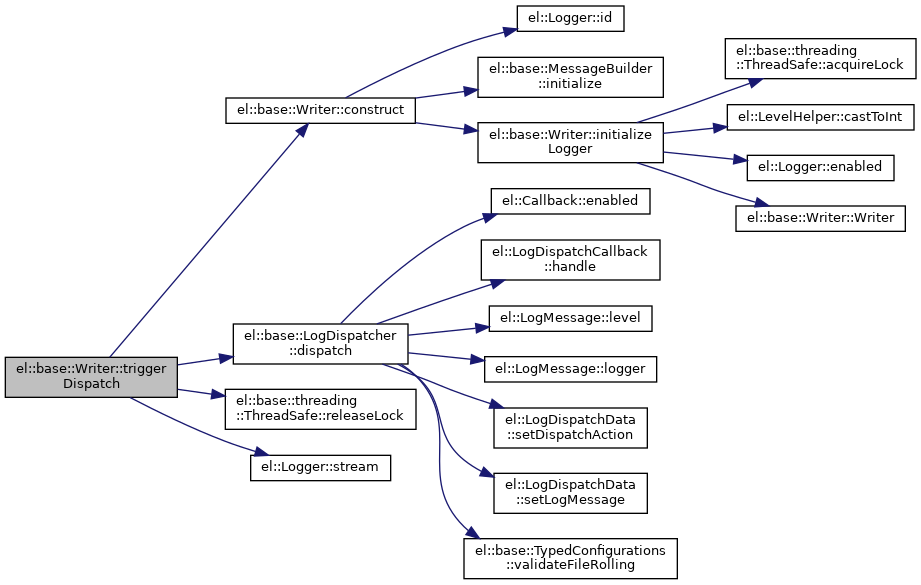 el::Logger::id
el::base::threading
::ThreadSafe::acquireLock
el::base::MessageBuilder
::initialize
el::base::Writer::construct
el::LevelHelper::castToInt
el::base::Writer::initialize
Logger
el::Logger::enabled
el::Callback::enabled
el::base::Writer::Writer
el::LogDispatchCallback
::handle
el::LogMessage::level
el::base::LogDispatcher
::dispatch
el::LogMessage::logger
el::base::Writer::trigger
Dispatch
el::base::threading
::ThreadSafe::releaseLock
el::LogDispatchData
::setDispatchAction
el::Logger::stream
el::LogDispatchData
::setLogMessage
el::base::TypedConfigurations
::validateFileRolling